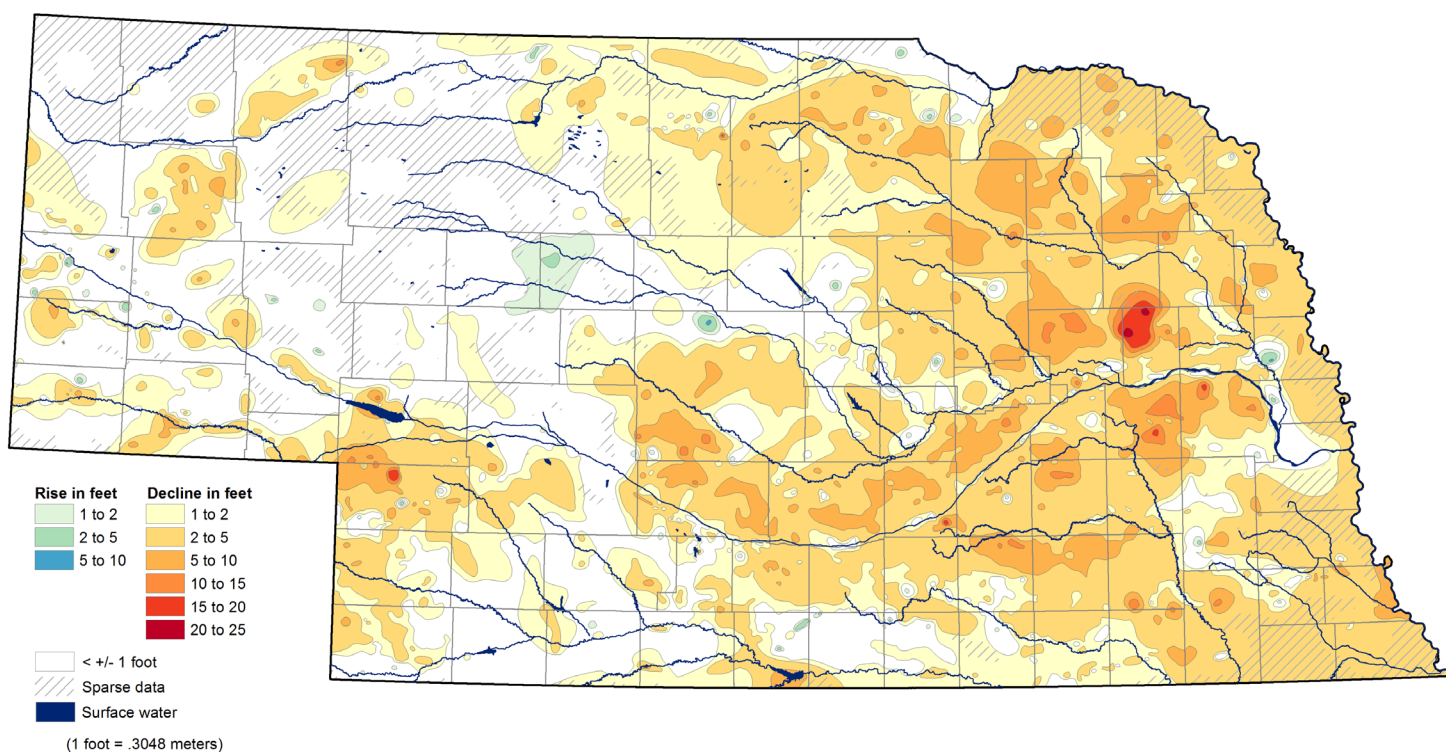 Rise in feet
1 to 2
2 to 5
5 to 10
Decline in feet
1 to 2
2 to 5
5 to 10
10 to 15
15 to 20
20 to 25
< +/- 1 foot
Sparse data
Surface water
(1 foot = .3048 meters)